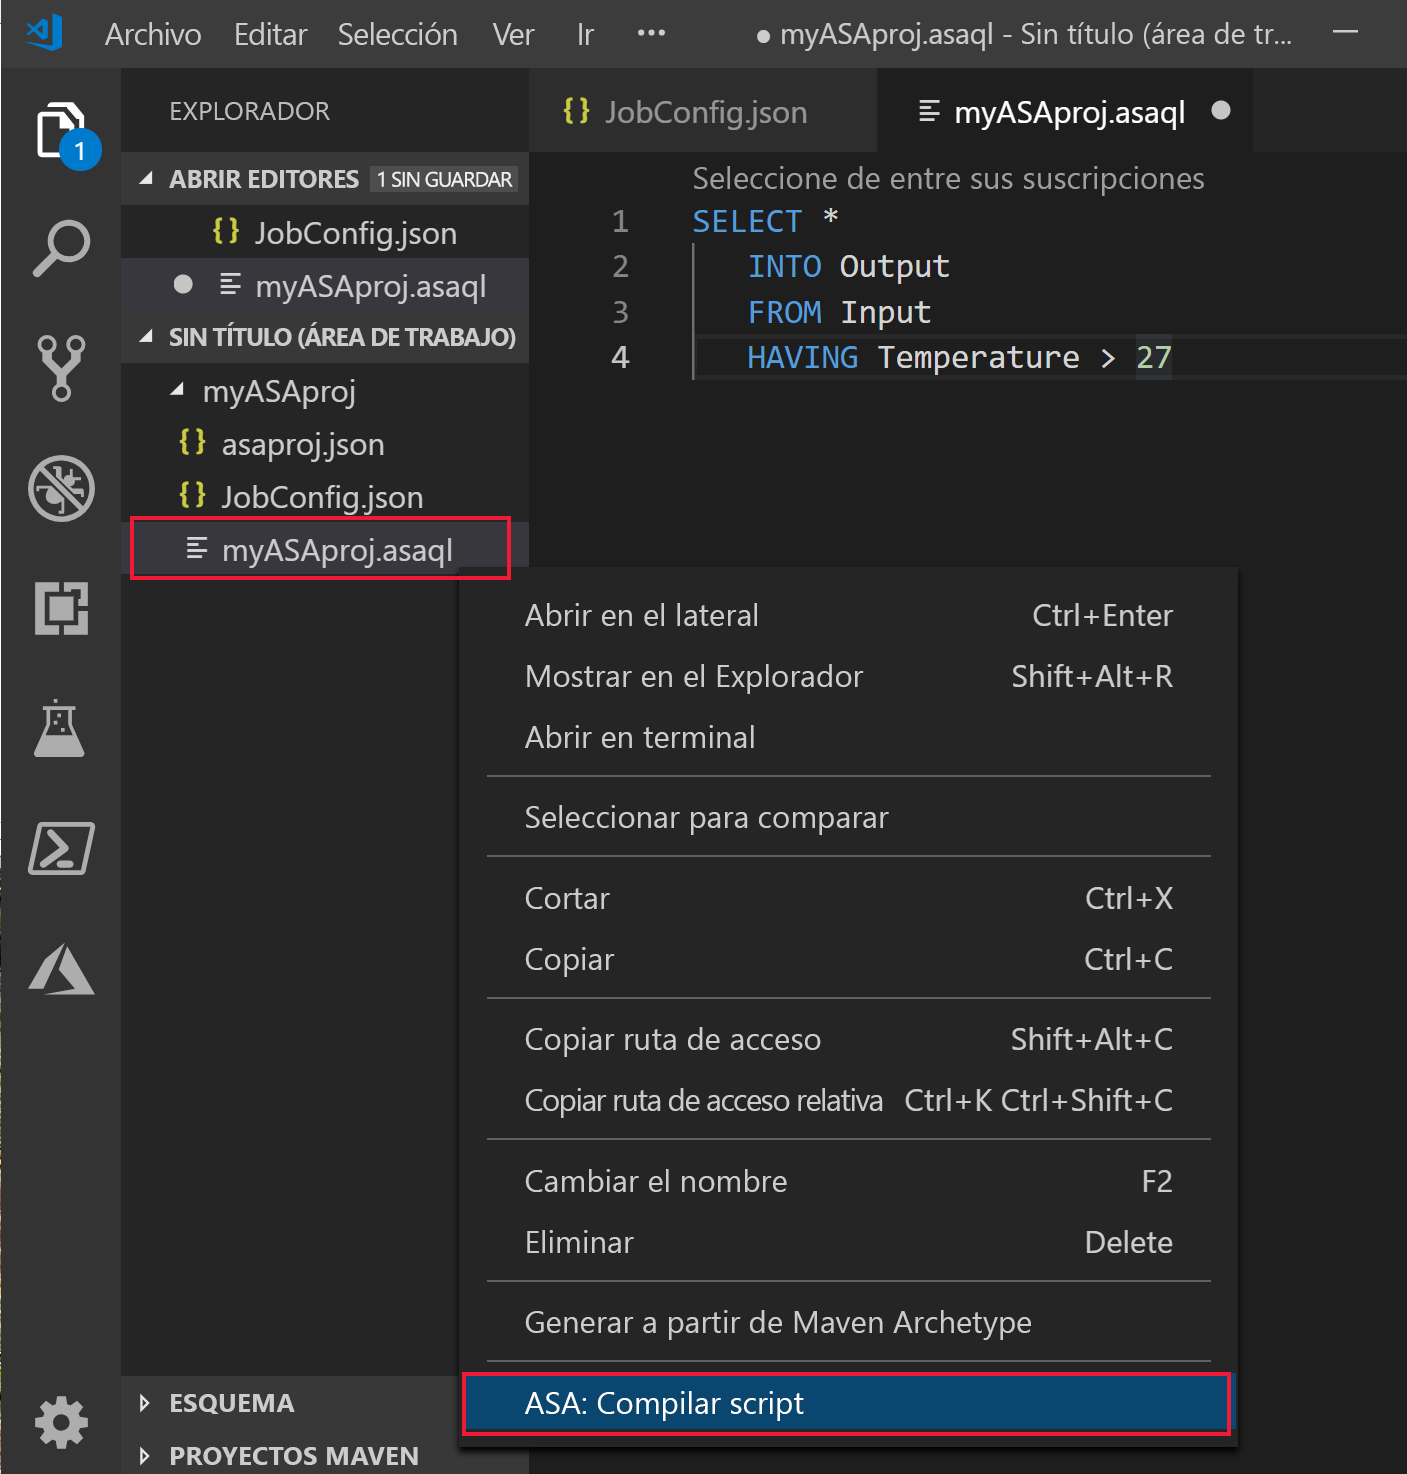 Archivo Editar Selección Ver Ir ••• ● myASAproj.asaql - Sin título (área de tr...
EXPLORADOR
ABRIR EDITORES 1 SIN GUARDAR
{} JobConfig.json
myASAproj.asaql
SIN TÍTULO (ÁREA DE TRABAJO)
myASAproj
{} asaproj.json
{} JobConfig.json
myASAproj.asaql
ESQUEMA
PROYECTOS MAVEN
1
{} JobConfig.json myASAproj.asaql
Seleccione de entre sus suscripciones
1 SELECT *
2 INTO Output
3 FROM Input
4 HAVING Temperature > 27
Abrir en el lateral Ctrl+Enter
Mostrar en el Explorador Shift+Alt+R
Abrir en terminal
Seleccionar para comparar
Cortar Ctrl+X
Copiar Ctrl+C
Copiar ruta de acceso Shift+Alt+C
Copiar ruta de acceso relativa Ctrl+K Ctrl+Shift+C
Cambiar el nombre F2
Eliminar Delete
Generar a partir de Maven Archetype
ASA: Compilar script